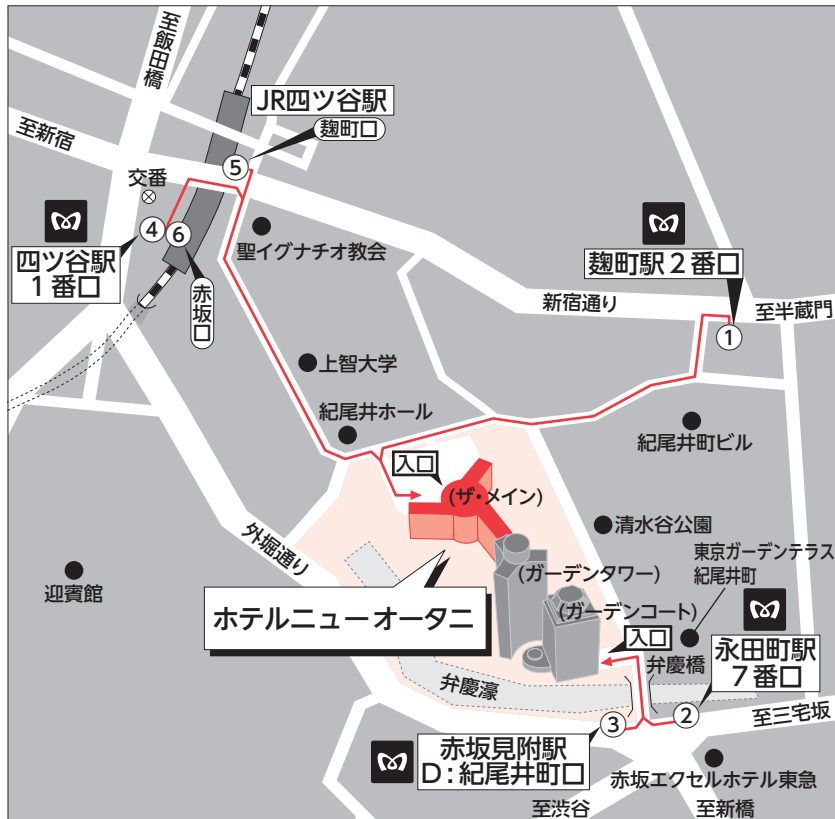 至飯田橋
JR四ツ谷駅
麹町口
至新宿
⑤
交番
④
⑥
四ツ谷駅
1番口
赤坂口
聖イグナチオ教会
麹町駅2番口
新宿通り
至半蔵門
①
上智大学
紀尾井ホール
紀尾井町ビル
入口
(ザ・メイン)
清水谷公園
外堀通り
東京ガーデンテラス
紀尾井町
(ガーデンタワー)
迎賓館
ホテルニューオータニ
(ガーデンコート)
入口
弁慶橋
永田町駅
7番口
弁慶濠
③
②
至三宅坂
赤坂見附駅
D:紀尾井町口
赤坂エクセルホテル東急
至渋谷
至新橋